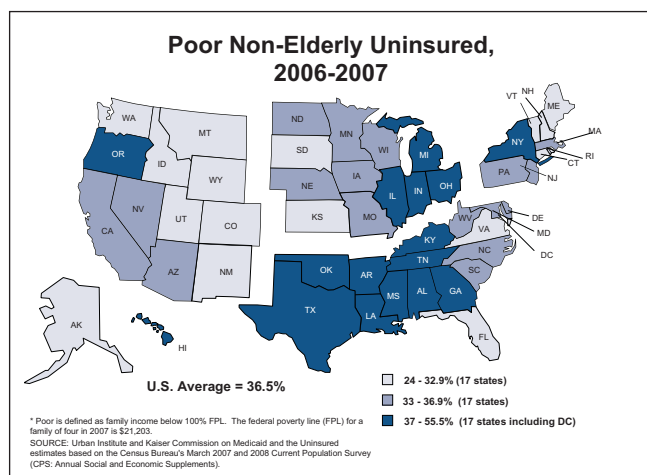 Poor Non-Elderly Uninsured,
2006-2007
WA
OR
CA
NV
ID
MT
WY
UT
CO
AZ
NM
AK
HI
ND
SD
NE
KS
MN
IA
MO
WI
IL
IN
MI
OH
KY
TN
OK
TX
AR
LA
MS
AL
GA
FL
SC
NC
VA
WV
PA
NY
VT
NH
ME
MA
RI
CT
NJ
DE
MD
DC
U.S. Average = 36.5%
24 - 32.9% (17 states)
33 - 36.9% (17 states)
37 - 55.5% (17 states including DC)
* Poor is defined as family income below 100% FPL. The federal poverty line (FPL) for a
family of four in 2007 is $21,203.
SOURCE: Urban Institute and Kaiser Commission on Medicaid and the Uninsured
estimates based on the Census Bureau's March 2007 and 2008 Current Population Survey
(CPS: Annual Social and Economic Supplements).